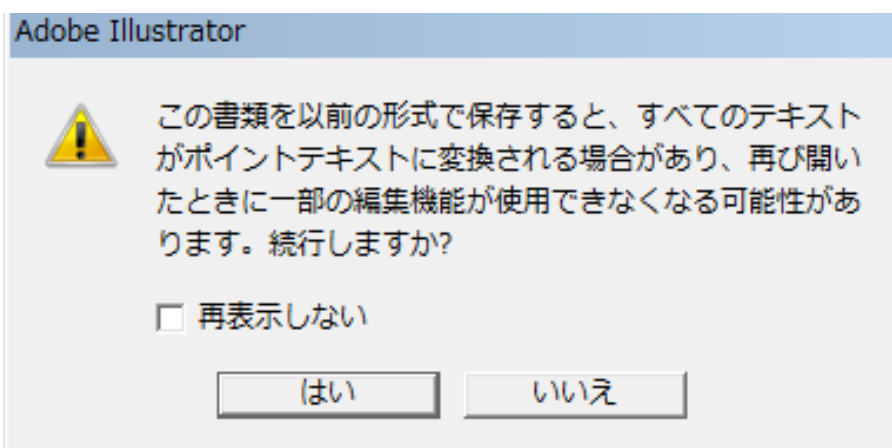 Adobe Illustrator
この書類を以前の形式で保存すると、すべてのテキスト
がポイントテキストに変換される場合があり、再び開い
たときに一部の編集機能が使用できなくなる可能性があ
ります。続行しますか?
再表示しない
はい
いいえ